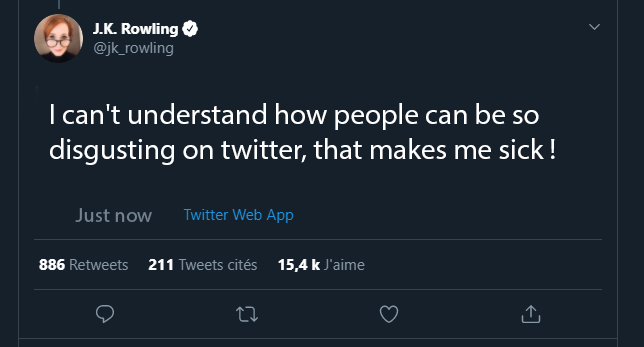 J.K. Rowling
@jk_rowling
I can't understand how people can be so
disgusting on twitter, that makes me sick !
Just now Twitter Web App
886 Retweets 211 Tweets cités 15,4 k J'aime